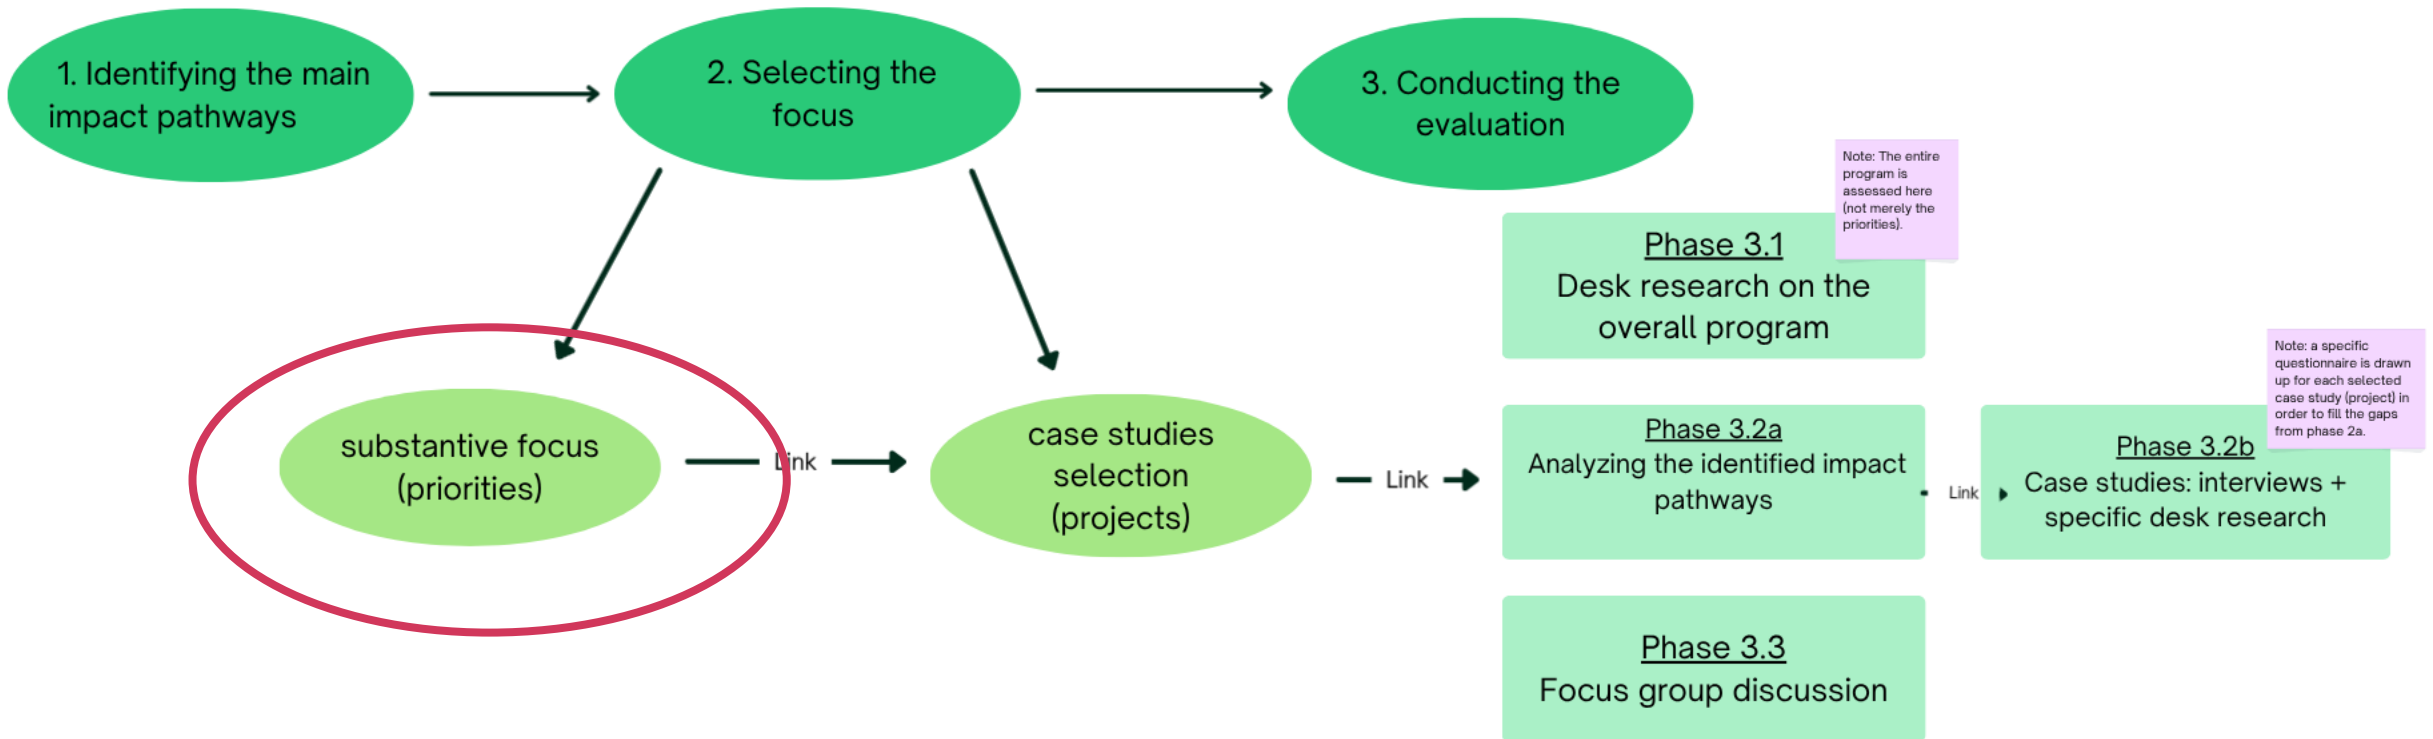 1. Identifying the main
impact pathways
2. Selecting the
focus
3. Conducting the
evaluation
Note: The entire
program is
assessed here
(not merely the
priorities).
Phase 3.1
Desk research on the
overall program
substantive focus
(priorities)
Link
case studies
selection
(projects)
Link
Phase 3.2a
Analyzing the identified impact
pathways
Link
Note: a specific
questionnaire is drawn
up for each selected
case study (project) in
order to fill the gaps
from phase 2a.
Phase 3.2b
Case studies: interviews +
specific desk research
Phase 3.3
Focus group discussion